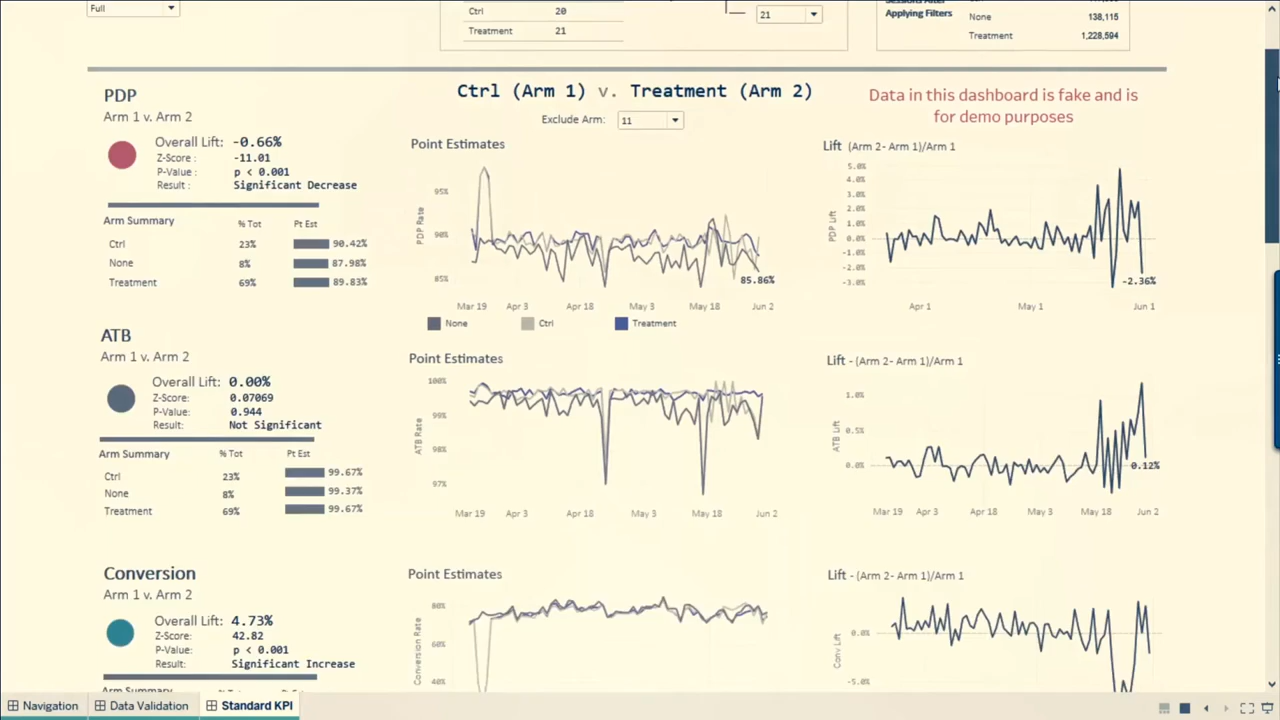 Full
Ctrl 20
Treatment 21
21
Applying Filters
None 138,115
Treatment 1,228,594
Ctrl (Arm 1) v. Treatment (Arm 2)
Exclude Arm: 11
Data in this dashboard is fake and is
for demo purposes
PDP
Arm 1 v. Arm 2
Overall Lift: -0.66%
Z-Score : -11.01
P-Value : p < 0.001
Result : Significant Decrease
Arm Summary % Tot Pt Est
Ctrl 23% 90.42%
None 8% 87.98%
Treatment 69% 89.83%
Point Estimates
PDP Rate
95%
90%
85%
85.86%
Mar 19 Apr 3 Apr 18 May 3 May 18 Jun 2
None Ctrl Treatment
Lift (Arm 2- Arm 1)/Arm 1
PDP Lift
5.0%
4.0%
3.0%
2.0%
1.0%
0.0%
-1.0%
-2.0%
-3.0%
-2.36%
Apr 1 May 1 Jun 1
ATB
Arm 1 v. Arm 2
Overall Lift: 0.00%
Z-Score: 0.07069
P-Value: 0.944
Result: Not Significant
Arm Summary % Tot Pt Est
Ctrl 23% 99.67%
None 8% 99.37%
Treatment 69% 99.67%
Point Estimates
ATB Rate
100%
99%
98%
97%
Mar 19 Apr 3 Apr 18 May 3 May 18 Jun 2
Lift - (Arm 2- Arm 1)/Arm 1
ATB Lift
1.0%
0.5%
0.0%
0.12%
Mar 19 Apr 3 Apr 18 May 3 May 18 Jun 2
Conversion
Arm 1 v. Arm 2
Overall Lift: 4.73%
Z-Score: 42.82
P-Value: p < 0.001
Result: Significant Increase
Arm Summary % Tot Pt Est
Point Estimates
Conversion Rate
80%
60%
40%
Lift - (Arm 2- Arm 1)/Arm 1
Conv Lift
0.0%
-5.0%
Navigation Data Validation Standard KPI